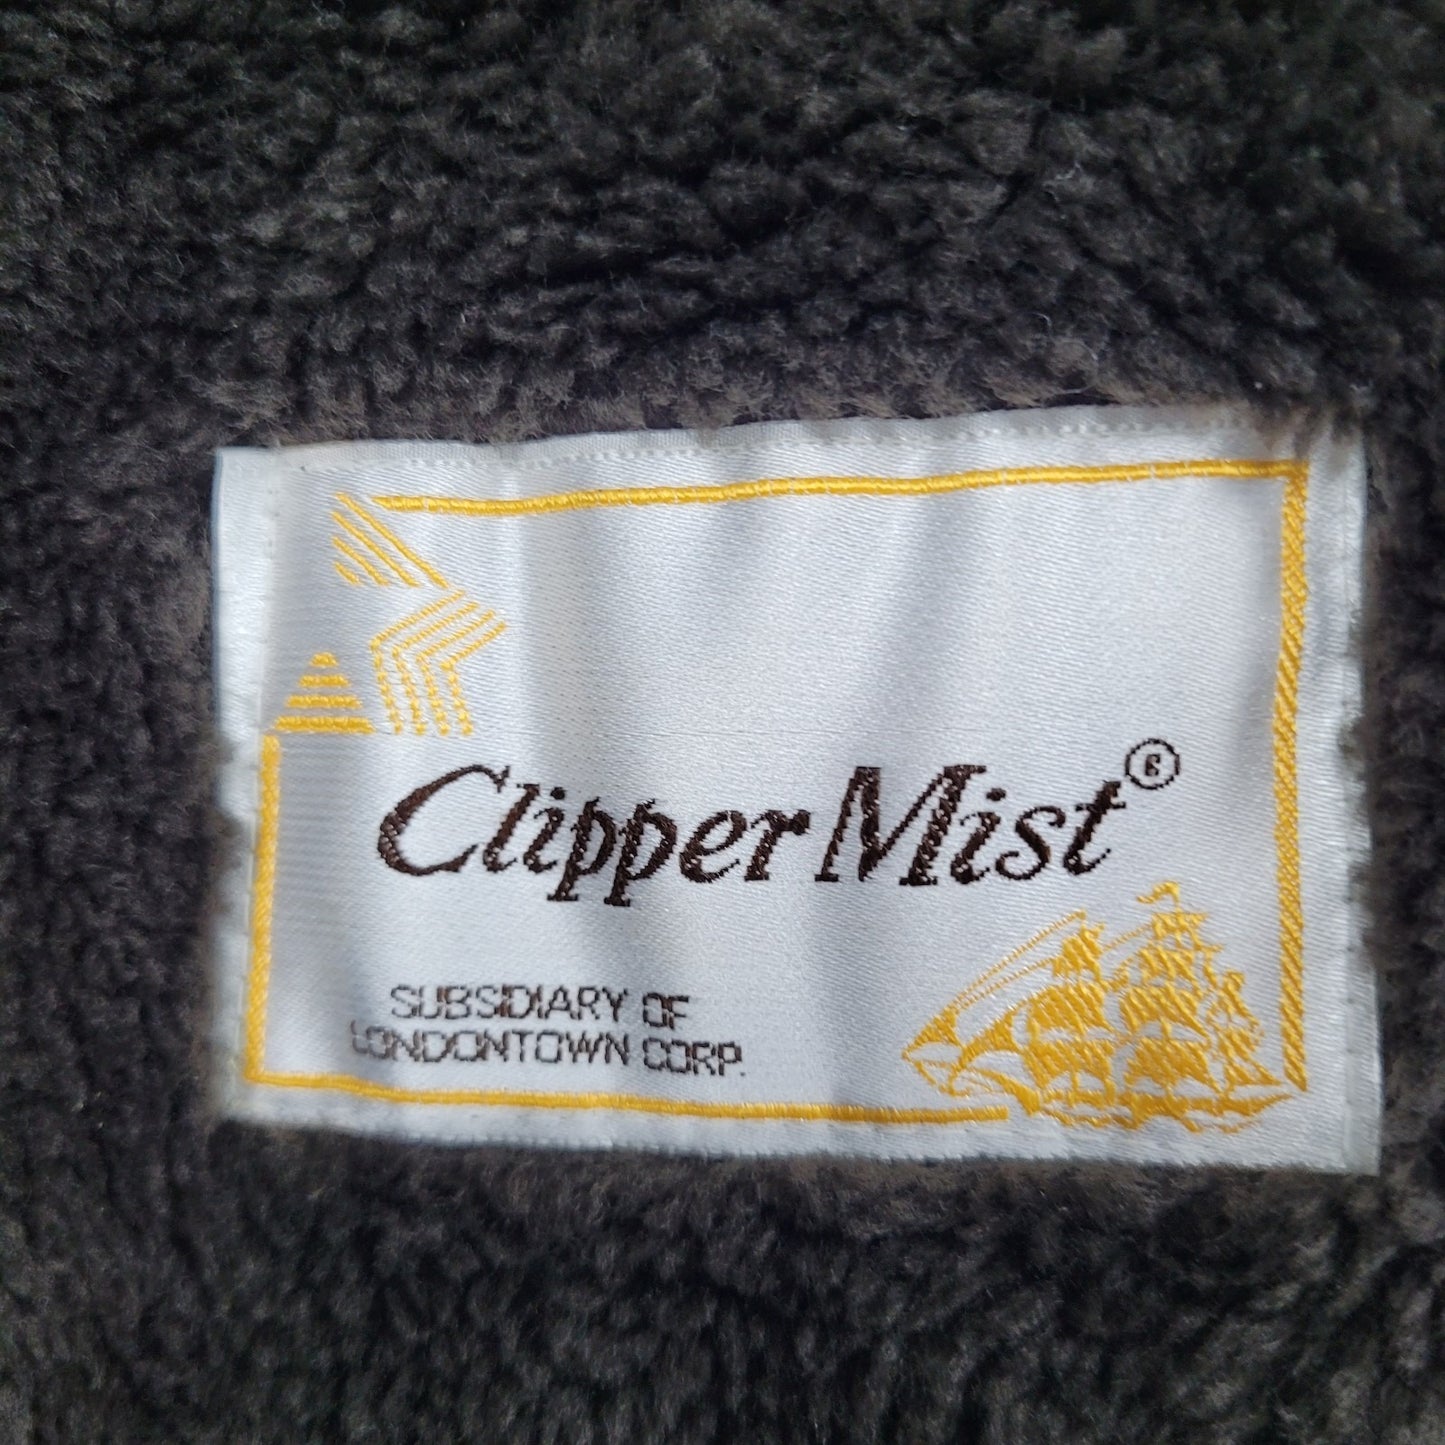 Clipper Mist®
SUBSIDIARY OF
LONDONTOWN CORP.